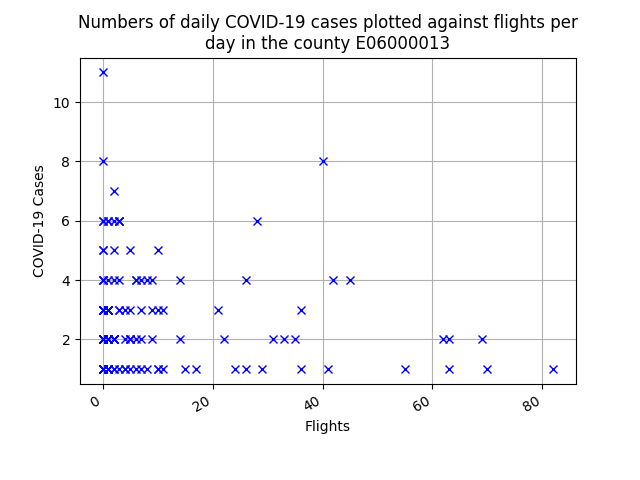 Numbers of daily COVID-19 cases plotted against flights per
day in the county E06000013
10
8
6
4
2
COVID-19 Cases
0
20
40
60
80
Flights